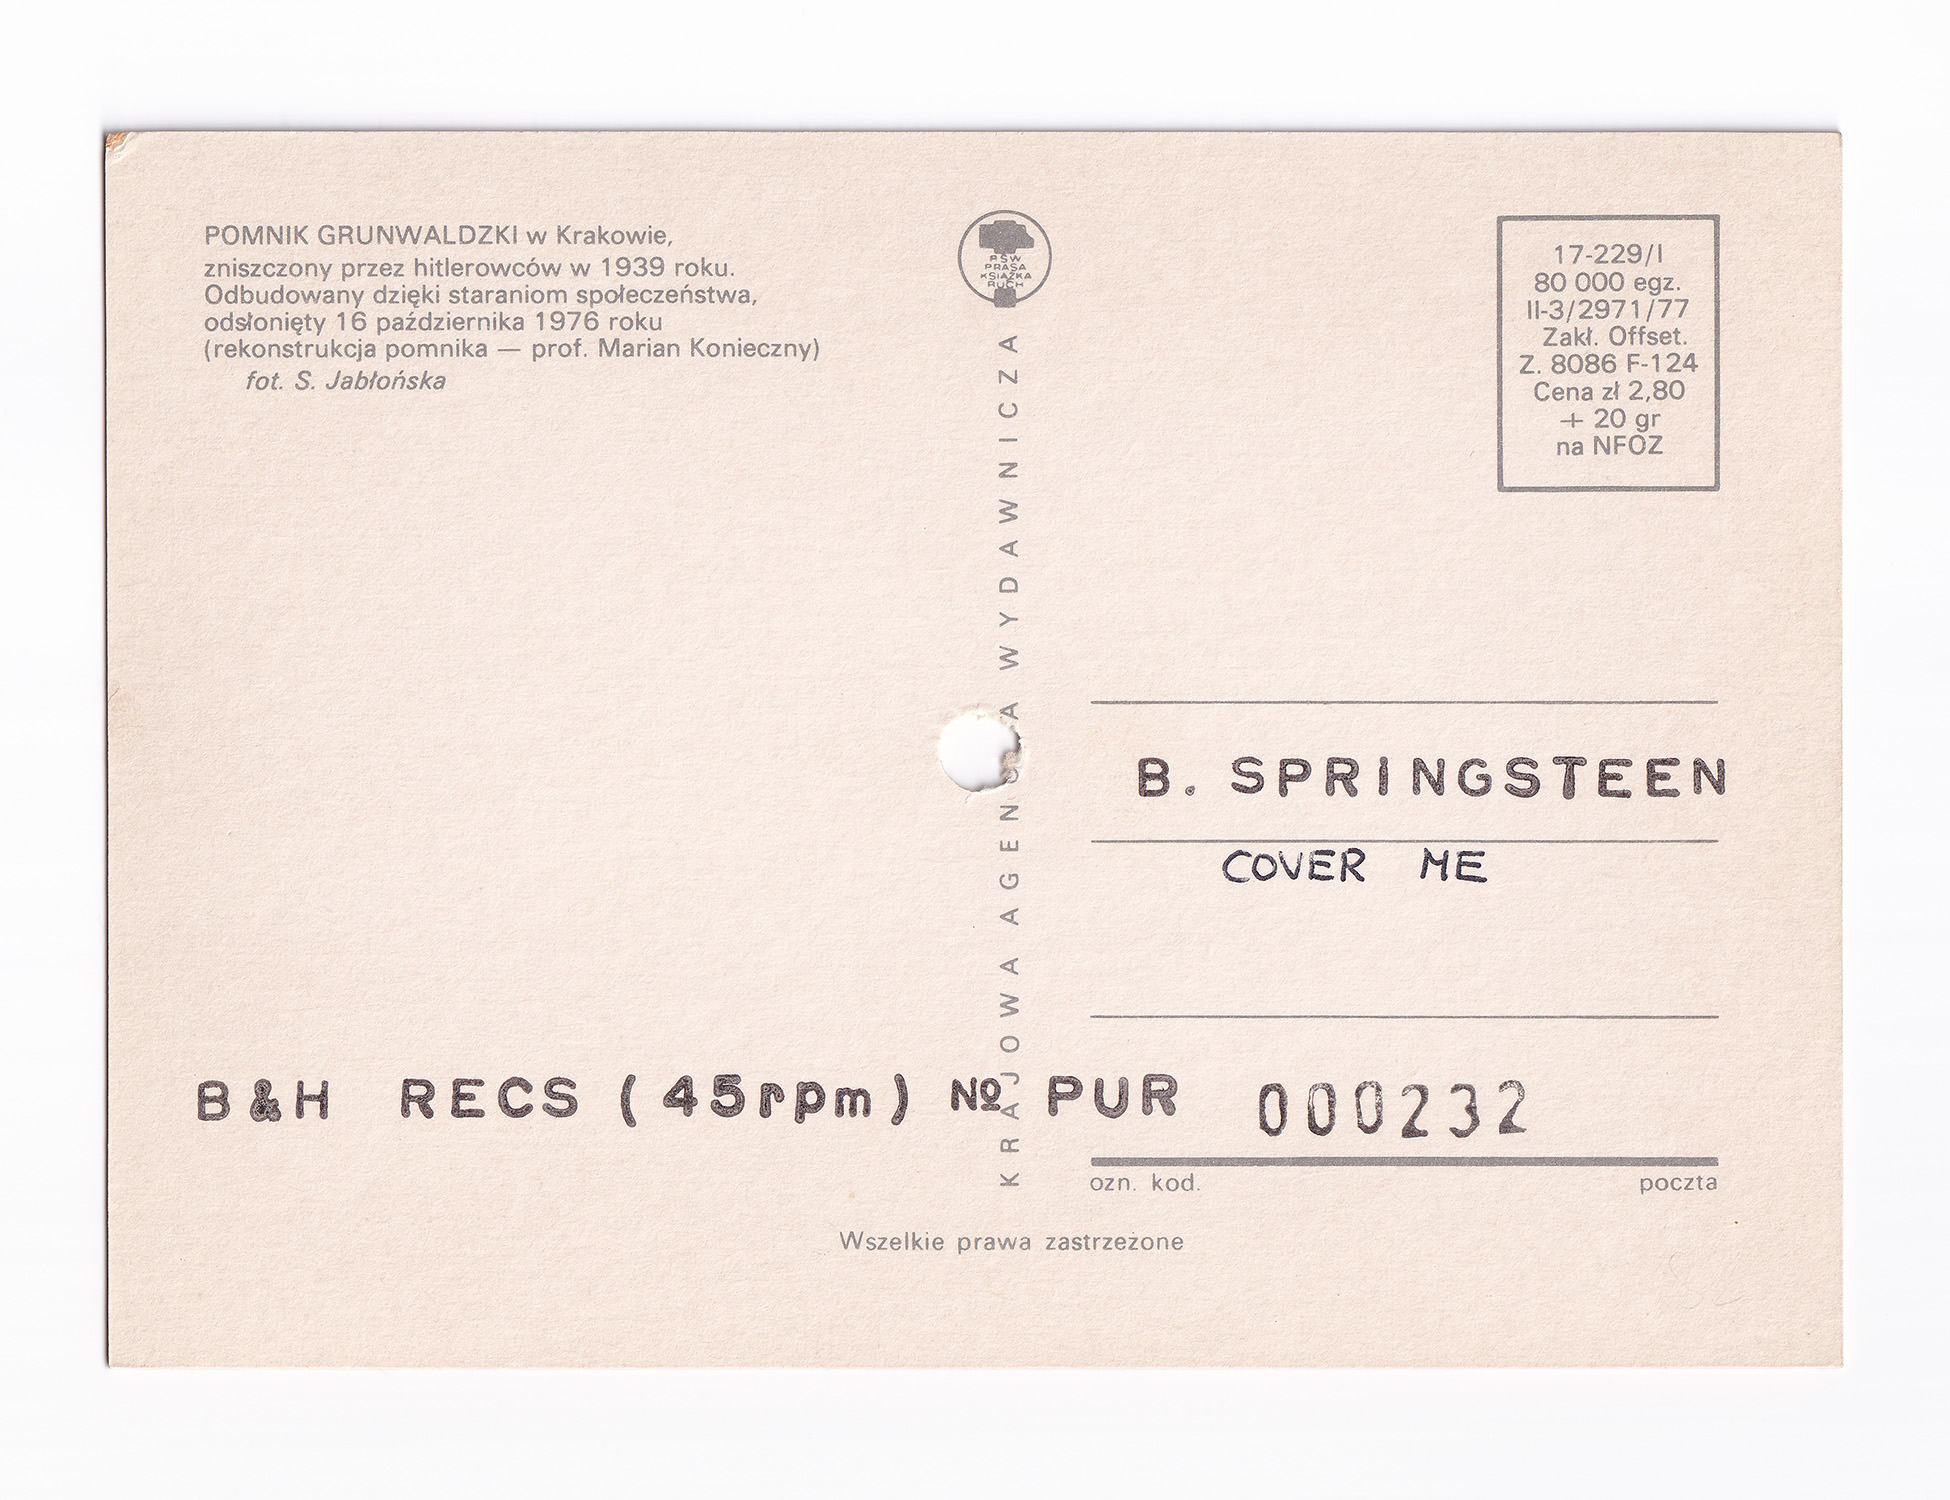 POMNIK GRUNWALDZKI w Krakowie,
zniszczony przez hitlerowców w 1939 roku.
Odbudowany dzięki staraniom społeczeństwa,
odsłonięty 16 października 1976 roku
(rekonstrukcja pomnika — prof. Marian Konieczny)
fot. S. Jabłońska
PSW
PRASA
KSIĄŻKA
RUCH
KRAJOWA AGENCJA WYDAWNICZA
17-229/I
80 000 egz.
II-3/2971/77
Zakł. Offset.
Z. 8086 F-124
Cena zł 2,80
+ 20 gr
na NFOZ
B. SPRINGSTEEN
COVER ME
B&H RECS (45rpm) № PUR 000232
ozn. kod. poczta
Wszelkie prawa zastrzeżone